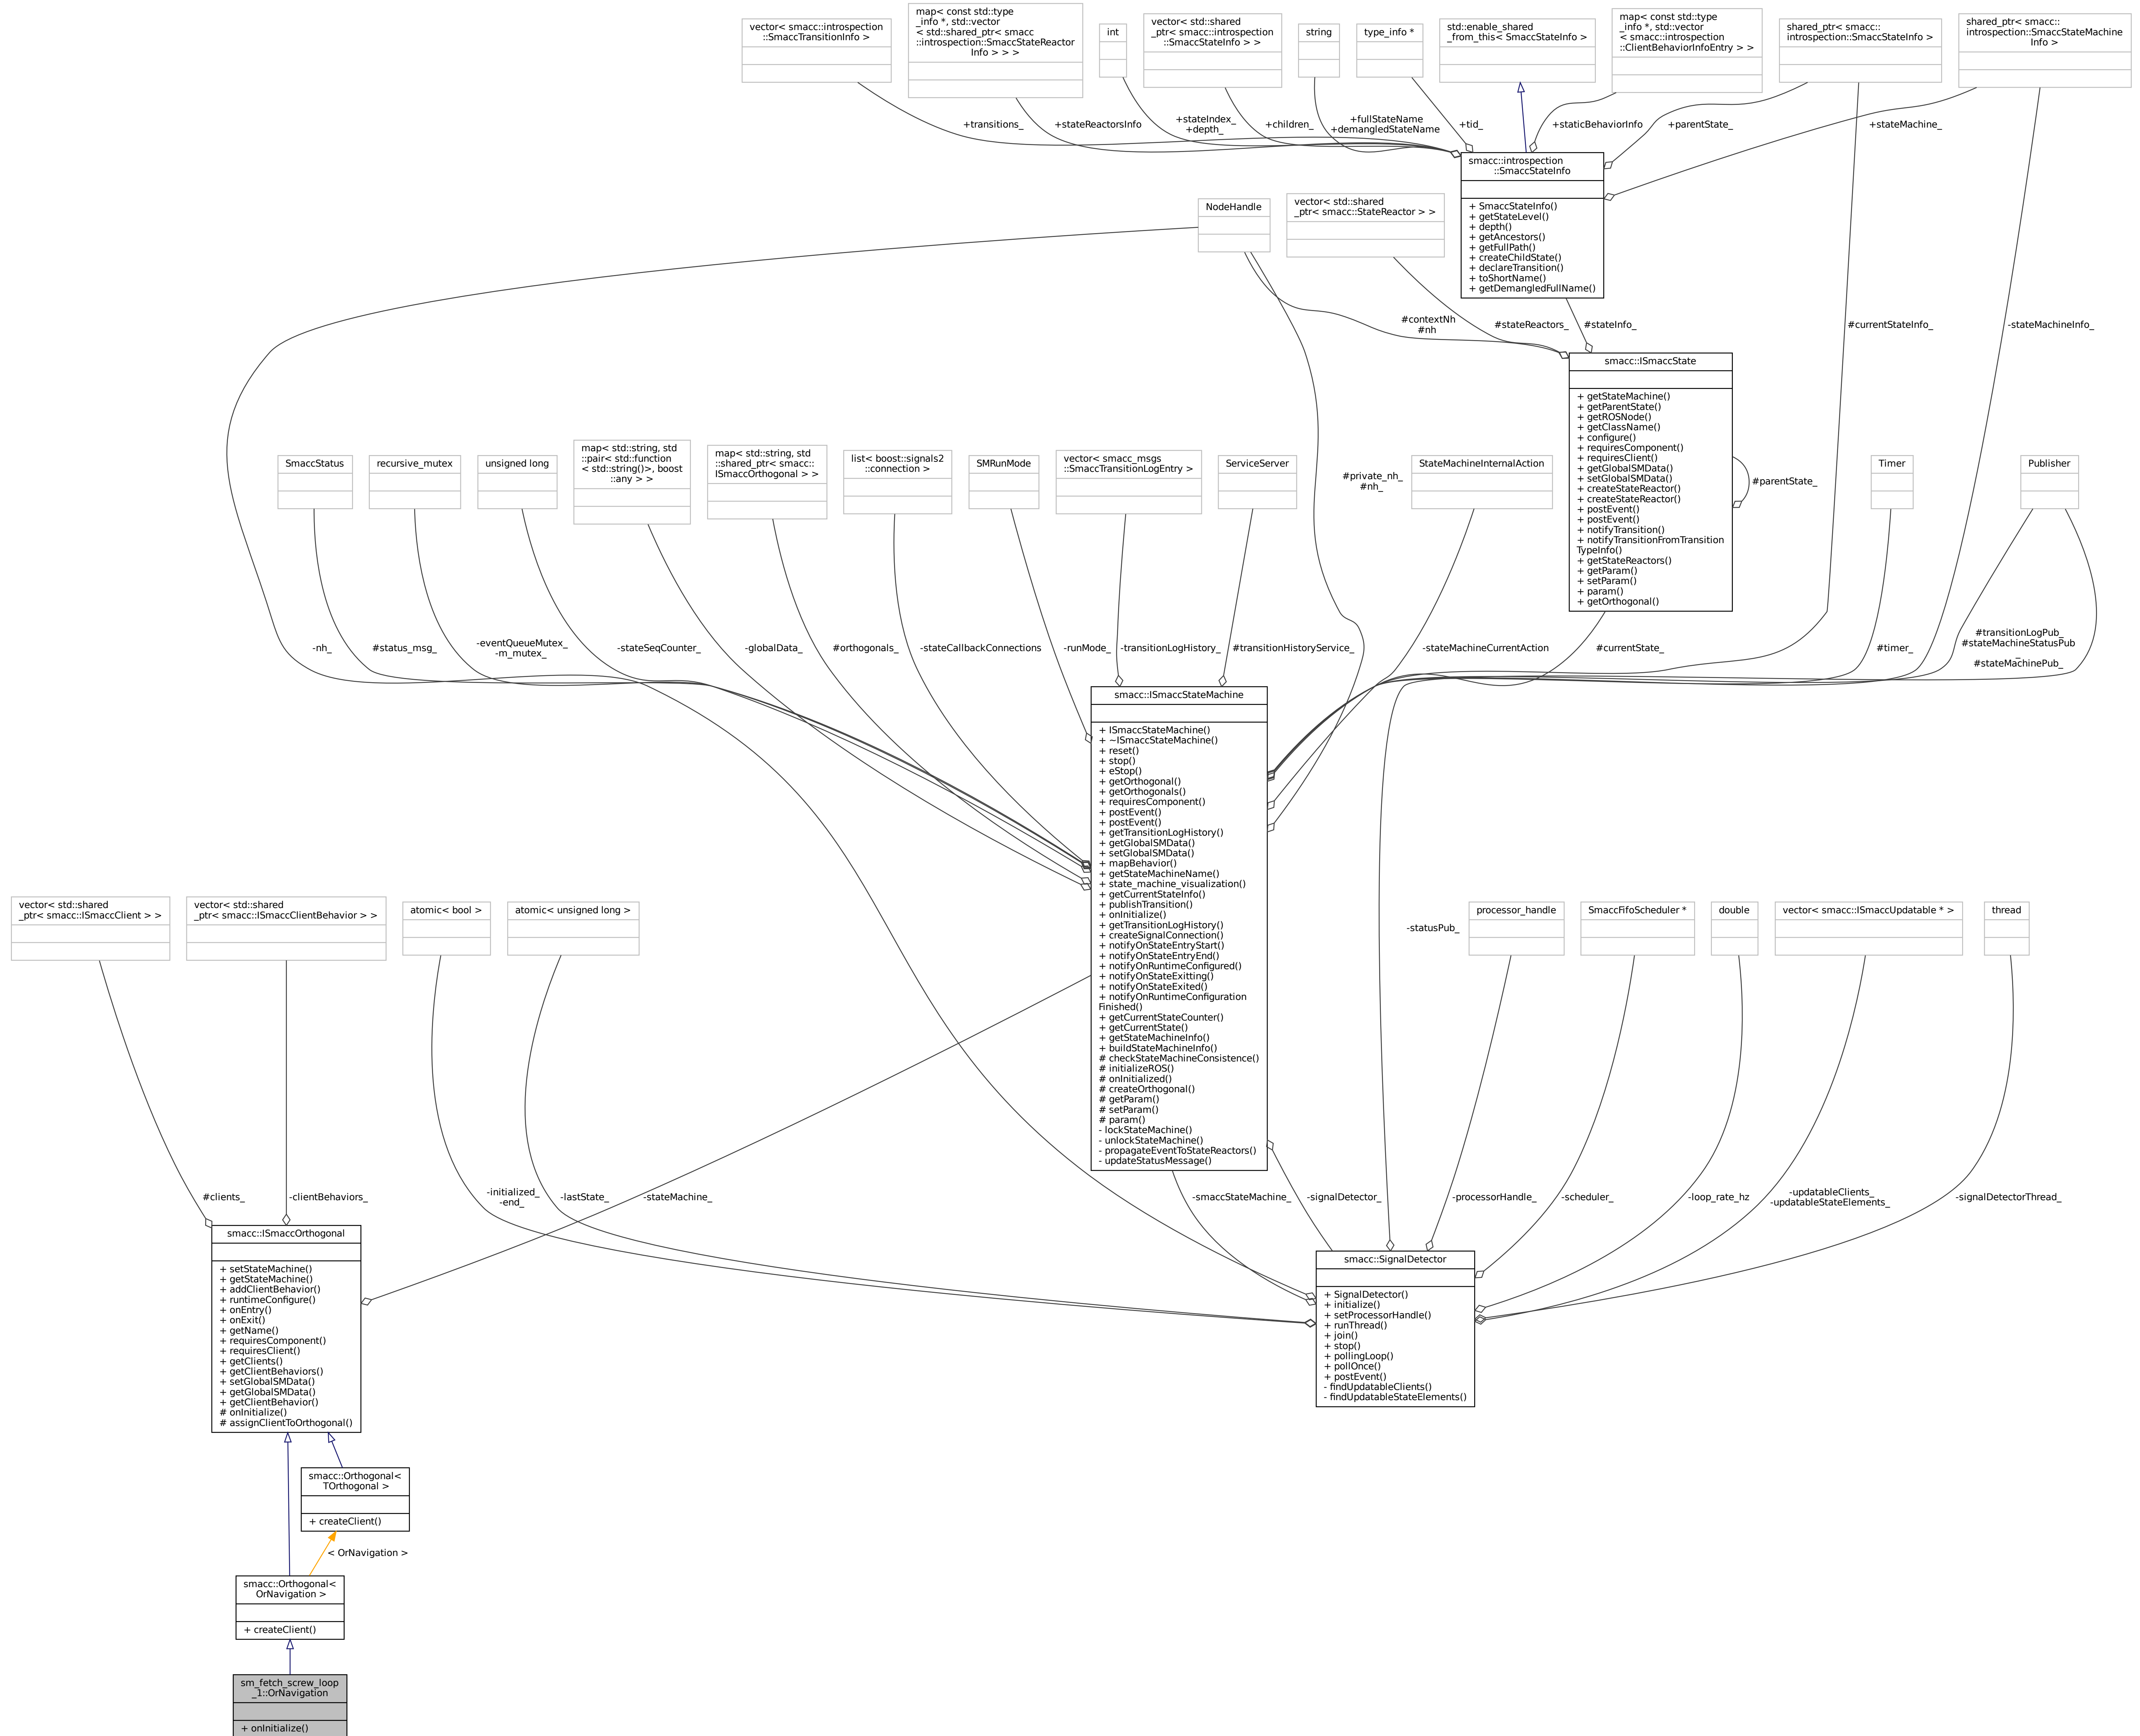 vector< smacc::introspection
::SmaccTransitionInfo >
map< const std::type
_info *, std::vector
< std::shared_ptr< smacc
::introspection::SmaccStateReactor
Info > > >
int
vector< std::shared
_ptr< smacc::introspection
::SmaccStateInfo > >
string
type_info *
std::enable_shared
_from_this< SmaccStateInfo >
map< const std::type
_info *, std::vector
< smacc::introspection
::ClientBehaviorInfoEntry > >
shared_ptr< smacc::
introspection::SmaccStateInfo >
shared_ptr< smacc::
introspection::SmaccStateMachine
Info >
+transitions_
+stateReactorsInfo
+stateIndex_
+depth_
+children_
+fullStateName
+demangledStateName
+tid_
+staticBehaviorInfo
+parentState_
+stateMachine_
smacc::introspection
::SmaccStateInfo
+ SmaccStateInfo()
+ getStateLevel()
+ depth()
+ getAncestors()
+ getFullPath()
+ createChildState()
+ declareTransition()
+ toShortName()
+ getDemangledFullName()
NodeHandle
vector< std::shared
_ptr< smacc::StateReactor > >
#contextNh
#nh
#stateReactors_
#stateInfo_
#currentStateInfo_
-stateMachineInfo_
smacc::ISmaccState
+ getStateMachine()
+ getParentState()
+ getROSNode()
+ getClassName()
+ configure()
+ requiresComponent()
+ requiresClient()
+ getGlobalSMData()
+ setGlobalSMData()
+ createStateReactor()
+ createStateReactor()
+ postEvent()
+ postEvent()
+ notifyTransition()
+ notifyTransitionFromTransition
TypeInfo()
+ getStateReactors()
+ getParam()
+ setParam()
+ param()
+ getOrthogonal()
#parentState_
SmaccStatus
recursive_mutex
unsigned long
map< std::string, std
::pair< std::function
< std::string()>, boost
::any > >
map< std::string, std
::shared_ptr< smacc::
ISmaccOrthogonal > >
list< boost::signals2
::connection >
SMRunMode
vector< smacc_msgs
::SmaccTransitionLogEntry >
ServiceServer
#private_nh_
#nh_
StateMachineInternalAction
Timer
Publisher
-nh_
#status_msg_
-eventQueueMutex_
-m_mutex_
-stateSeqCounter_
-globalData_
#orthogonals_
-stateCallbackConnections
-runMode_
-transitionLogHistory_
#transitionHistoryService_
-stateMachineCurrentAction
#currentState_
#timer_
#transitionLogPub_
#stateMachineStatusPub
_
#stateMachinePub_
smacc::ISmaccStateMachine
+ ISmaccStateMachine()
+ ~ISmaccStateMachine()
+ reset()
+ stop()
+ eStop()
+ getOrthogonal()
+ getOrthogonals()
+ requiresComponent()
+ postEvent()
+ postEvent()
+ getTransitionLogHistory()
+ getGlobalSMData()
+ setGlobalSMData()
+ mapBehavior()
+ getStateMachineName()
+ state_machine_visualization()
+ getCurrentStateInfo()
+ publishTransition()
+ onInitialize()
+ getTransitionLogHistory()
+ createSignalConnection()
+ notifyOnStateEntryStart()
+ notifyOnStateEntryEnd()
+ notifyOnRuntimeConfigured()
+ notifyOnStateExitting()
+ notifyOnStateExited()
+ notifyOnRuntimeConfiguration
Finished()
+ getCurrentStateCounter()
+ getCurrentState()
+ getStateMachineInfo()
+ buildStateMachineInfo()
# checkStateMachineConsistence()
# initializeROS()
# onInitialized()
# createOrthogonal()
# getParam()
# setParam()
# param()
- lockStateMachine()
- unlockStateMachine()
- propagateEventToStateReactors()
- updateStatusMessage()
vector< std::shared
_ptr< smacc::ISmaccClient > >
vector< std::shared
_ptr< smacc::ISmaccClientBehavior > >
atomic< bool >
atomic< unsigned long >
-statusPub_
processor_handle
SmaccFifoScheduler *
double
vector< smacc::ISmaccUpdatable * >
thread
#clients_
-clientBehaviors_
-initialized_
-end_
-lastState_
-stateMachine_
-smaccStateMachine_
-signalDetector_
-processorHandle_
-scheduler_
-loop_rate_hz
-updatableClients_
-updatableStateElements_
-signalDetectorThread_
smacc::ISmaccOrthogonal
+ setStateMachine()
+ getStateMachine()
+ addClientBehavior()
+ runtimeConfigure()
+ onEntry()
+ onExit()
+ getName()
+ requiresComponent()
+ requiresClient()
+ getClients()
+ getClientBehaviors()
+ setGlobalSMData()
+ getGlobalSMData()
+ getClientBehavior()
# onInitialize()
# assignClientToOrthogonal()
smacc::SignalDetector
+ SignalDetector()
+ initialize()
+ setProcessorHandle()
+ runThread()
+ join()
+ stop()
+ pollingLoop()
+ pollOnce()
+ postEvent()
- findUpdatableClients()
- findUpdatableStateElements()
smacc::Orthogonal<
TOrthogonal >
+ createClient()
< OrNavigation >
smacc::Orthogonal<
OrNavigation >
+ createClient()
sm_fetch_screw_loop
_1::OrNavigation
+ onInitialize()